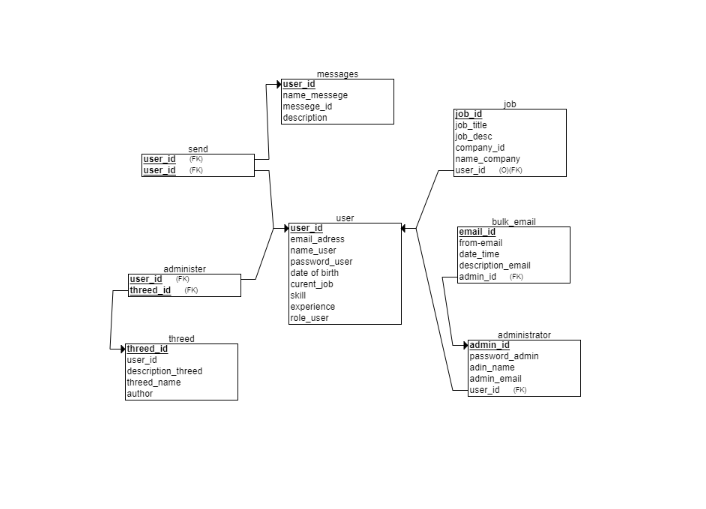 messages
user_id
name_messege
messege_id
description
job
job_id
job_title
job_desc
company_id
name_company
user_id (O)(FK)
send
user_id (FK)
user_id (FK)
user
user_id
email_adress
name_user
password_user
date of birth
curent_job
skill
experience
role_user
bulk_email
email_id
from-email
date_time
description_email
admin_id (FK)
administer
user_id (FK)
threed_id (FK)
threed
threed_id
user_id
description_threed
threed_name
author
administrator
admin_id
password_admin
adin_name
admin_email
user_id (FK)